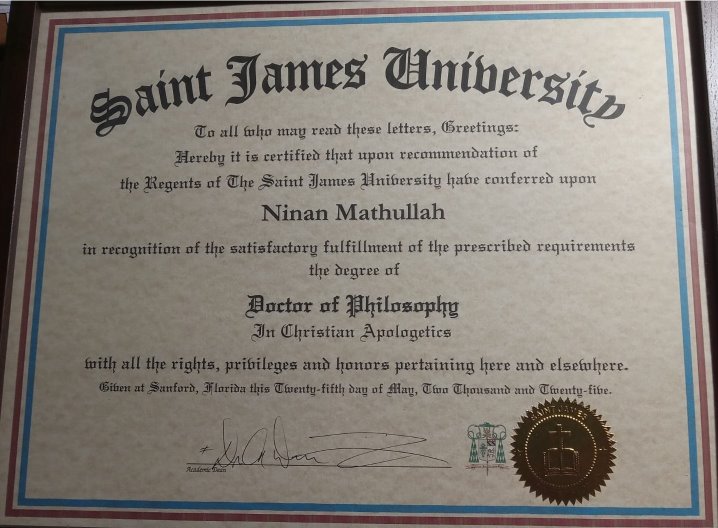 Saint James University
To all who may read these letters, Greetings:
Hereby it is certified that upon recommendation of
the Regents of The Saint James University have conferred upon
Ninan Mathullah
in recognition of the satisfactory fulfillment of the prescribed requirements
the degree of
Doctor of Philosophy
In Christian Apologetics
with all the rights, privileges and honors pertaining here and elsewhere.
Given at Sanford, Florida this Twenty-fifth day of May, Two Thousand and Twenty-five.
Academic Dean
SAINT JAMES